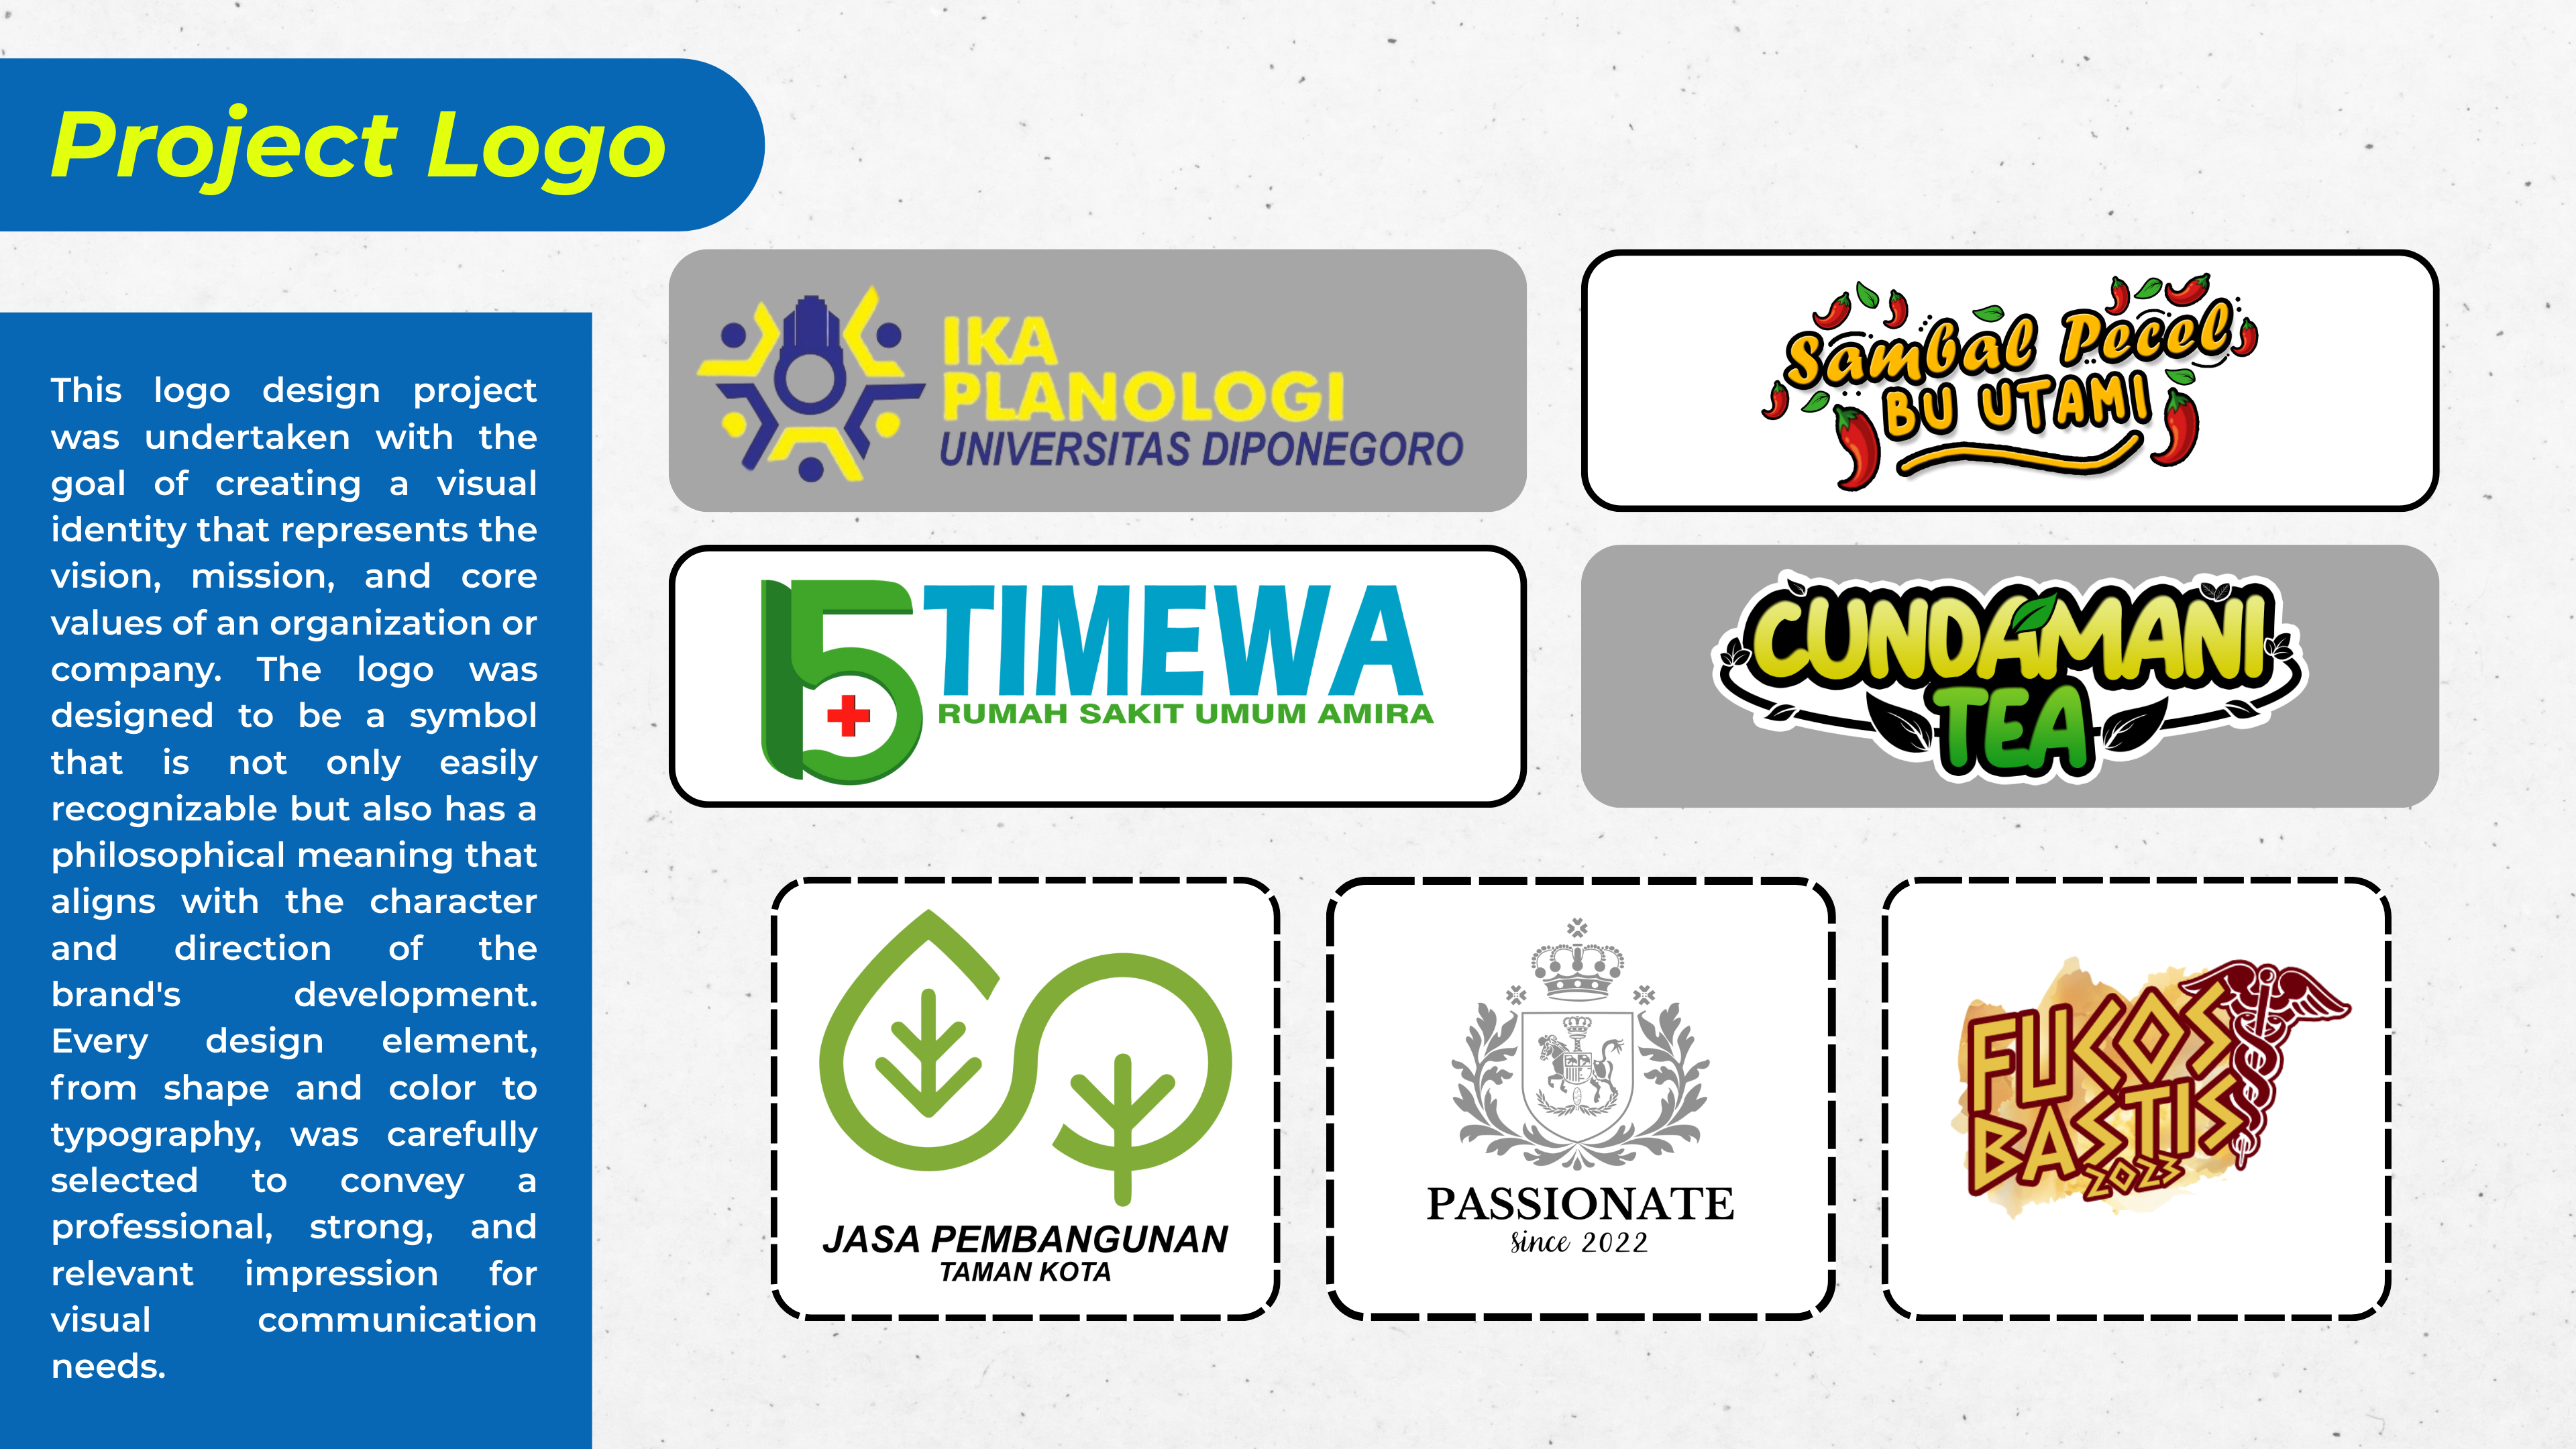 Project Logo
This logo design project
was undertaken with the
goal of creating a visual
identity that represents the
vision, mission, and core
values of an organization or
company. The logo was
designed to be a symbol
that is not only easily
recognizable but also has a
philosophical meaning that
aligns with the character
and direction of the
brand's development.
Every design element,
from shape and color to
typography, was carefully
selected to convey a
professional, strong, and
relevant impression for
visual communication
needs.
IKA
PLANOLOGI
UNIVERSITAS DIPONEGORO
Sambal Pecel
BU UTAMI
15TIMEWA
RUMAH SAKIT UMUM AMIRA
CUNDAMANI
TEA
JASA PEMBANGUNAN
TAMAN KOTA
PASSIONATE
since 2022
FUCOS
BASTIS
2023